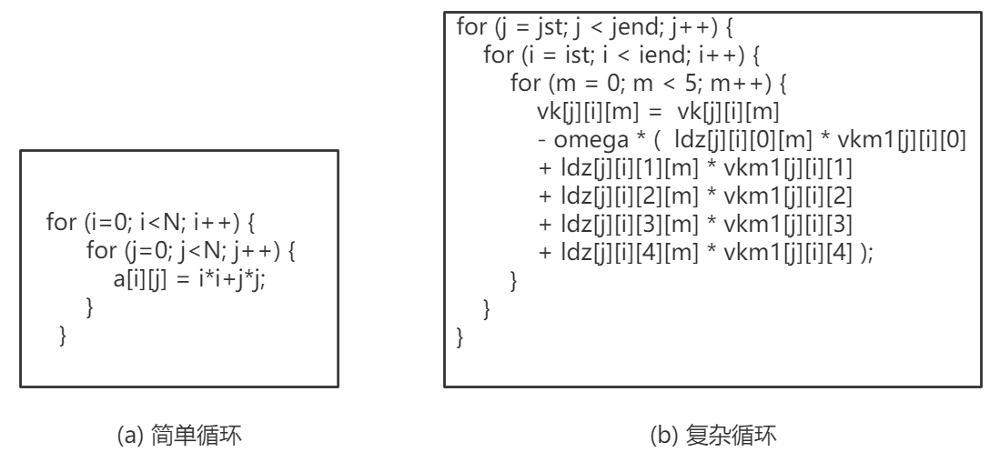 for (i=0; i<N; i++) {
for (j=0; j<N; j++) {
a[i][j] = i*i+j*j;
}
}
(a) 简单循环
for (j = jst; j < jend; j++) {
for (i = ist; i < iend; i++) {
for (m = 0; m < 5; m++) {
vk[j][i][m] =  vk[j][i][m]
- omega * (  ldz[j][i][0][m] * vkm1[j][i][0]
+ ldz[j][i][1][m] * vkm1[j][i][1]
+ ldz[j][i][2][m] * vkm1[j][i][2]
+ ldz[j][i][3][m] * vkm1[j][i][3]
+ ldz[j][i][4][m] * vkm1[j][i][4] );
}
}
}
(b) 复杂循环